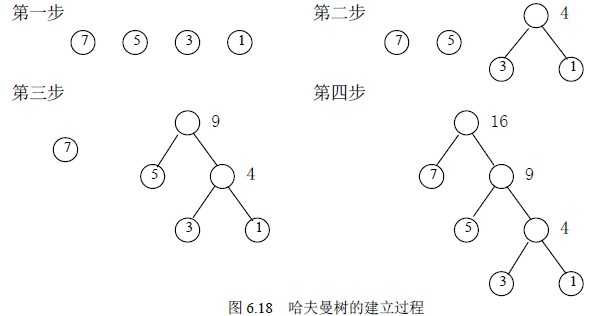 第一步
7 5 3 1
第二步
4
7 5
3 1
第三步
9
7
5 4
3 1
第四步
16
7 9
5 4
3 1
图 6.18 哈夫曼树的建立过程